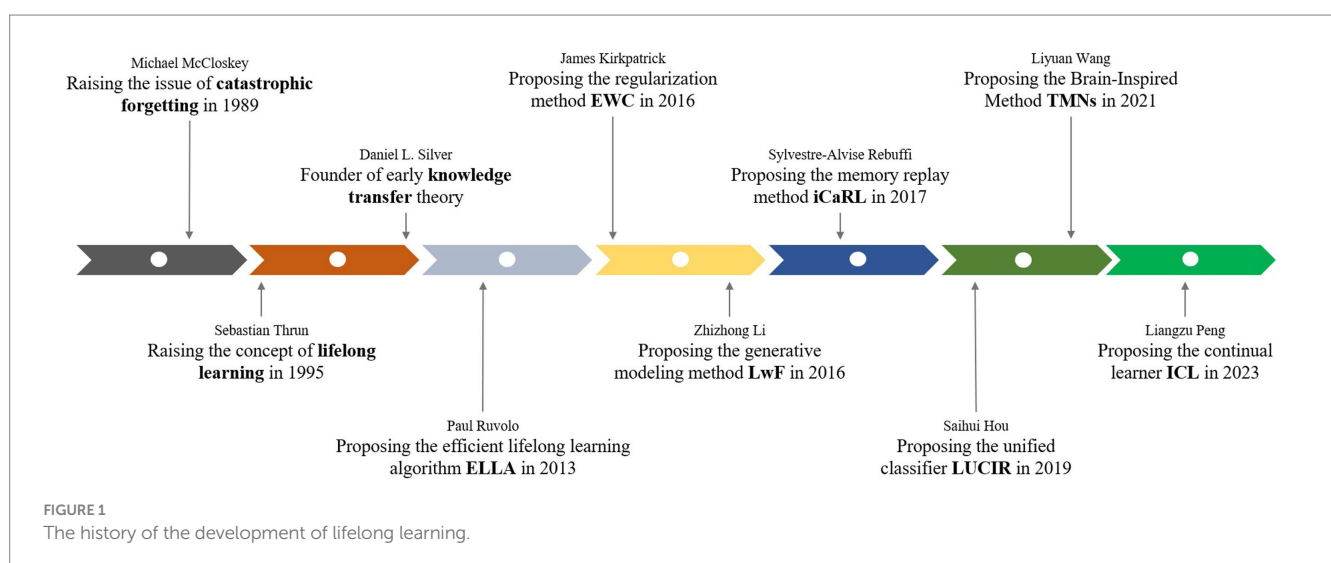 Michael McCloskey
Raising the issue of catastrophic
forgetting in 1989
Daniel L. Silver
Founder of early knowledge
transfer theory
James Kirkpatrick
Proposing the regularization
method EWC in 2016
Sylvestre-Alvise Rebuffi
Proposing the memory replay
method iCaRL in 2017
Liyuan Wang
Proposing the Brain-Inspired
Method TMNs in 2021
Sebastian Thrun
Raising the concept of lifelong
learning in 1995
Paul Ruvolo
Proposing the efficient lifelong learning
algorithm ELLA in 2013
Zhizhong Li
Proposing the generative
modeling method LwF in 2016
Saihui Hou
Proposing the unified
classifier LUCIR in 2019
Liangzu Peng
Proposing the continual
learner ICL in 2023
FIGURE 1
The history of the development of lifelong learning.